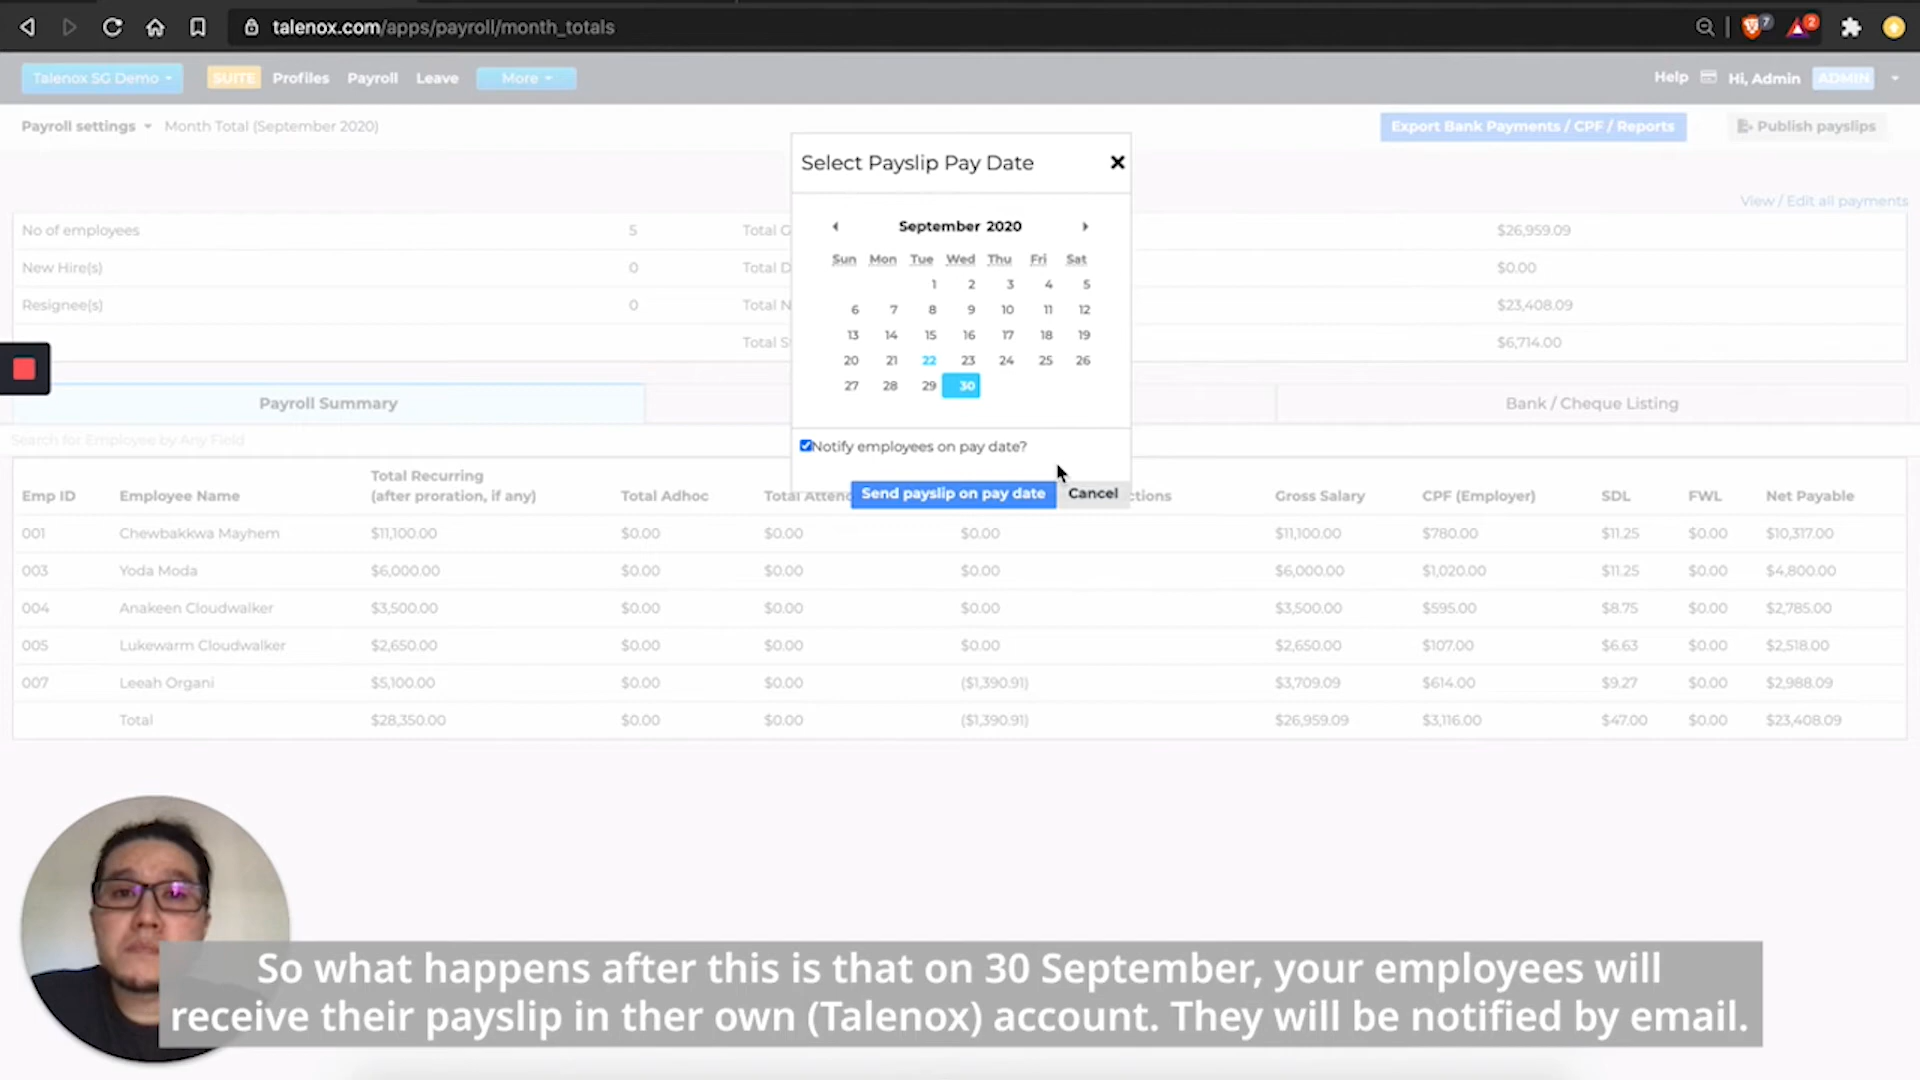 talenox.com/apps/payroll/month_totals
7
2
Talenox SG Demo
SUITE
Profiles
Payroll
Leave
More
Help
Hi, Admin
ADMIN
Payroll settings
Month Total (September 2020)
Export Bank Payments / CPF / Reports
Publish payslips
Select Payslip Pay Date
View / Edit all payments
September 2020
Sun Mon Tue Wed Thu Fri Sat
1 2 3 4 5
6 7 8 9 10 11 12
13 14 15 16 17 18 19
20 21 22 23 24 25 26
27 28 29 30
Notify employees on pay date?
Send payslip on pay date
Cancel
No of employees 5 Total G $26,959.09
New Hire(s) 0 Total D $0.00
Resignee(s) 0 Total N $23,408.09
Total S $6,714.00
Payroll Summary
Bank / Cheque Listing
Search for Employee by Any Field
Total Recurring
Emp ID Employee Name (after proration, if any) Total Adhoc Total Attend ctions Gross Salary CPF (Employer) SDL FWL Net Payable
001 Chewbakkwa Mayhem $11,100.00 $0.00 $0.00 $0.00 $11,100.00 $780.00 $11.25 $0.00 $10,317.00
003 Yoda Moda $6,000.00 $0.00 $0.00 $0.00 $6,000.00 $1,020.00 $11.25 $0.00 $4,800.00
004 Anakeen Cloudwalker $3,500.00 $0.00 $0.00 $0.00 $3,500.00 $595.00 $8.75 $0.00 $2,785.00
005 Lukewarm Cloudwalker $2,650.00 $0.00 $0.00 $0.00 $2,650.00 $107.00 $6.63 $0.00 $2,518.00
007 Leeah Organi $5,100.00 $0.00 $0.00 ($1,390.91) $3,709.09 $614.00 $9.27 $0.00 $2,988.09
Total $28,350.00 $0.00 $0.00 ($1,390.91) $26,959.09 $3,116.00 $47.00 $0.00 $23,408.09
So what happens after this is that on 30 September, your employees will
receive their payslip in ther own (Talenox) account. They will be notified by email.